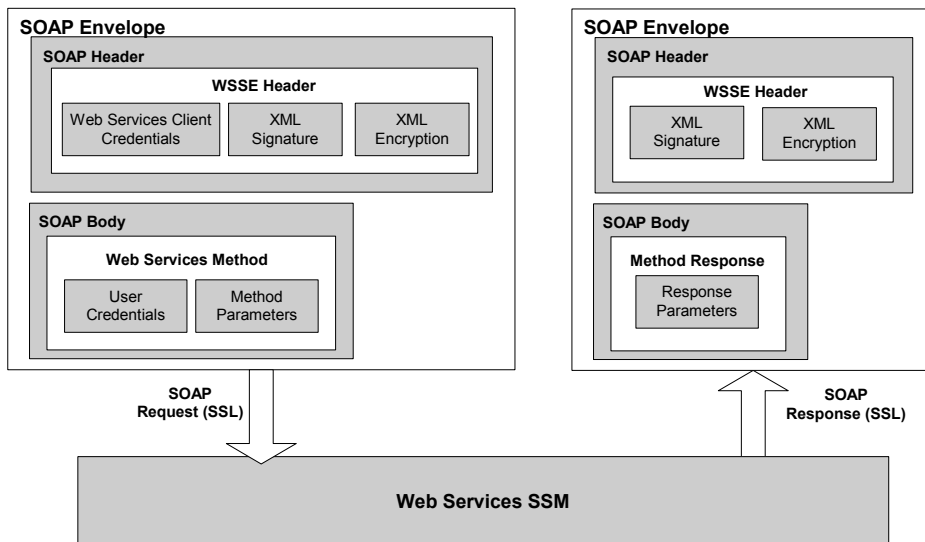 SOAP Envelope
SOAP Header
WSSE Header
Web Services Client
Credentials
XML
Signature
XML
Encryption
SOAP Body
Web Services Method
User
Credentials
Method
Parameters
SOAP Envelope
SOAP Header
WSSE Header
XML
Signature
XML
Encryption
SOAP Body
Method Response
Response
Parameters
SOAP
Request (SSL)
SOAP
Response (SSL)
Web Services SSM